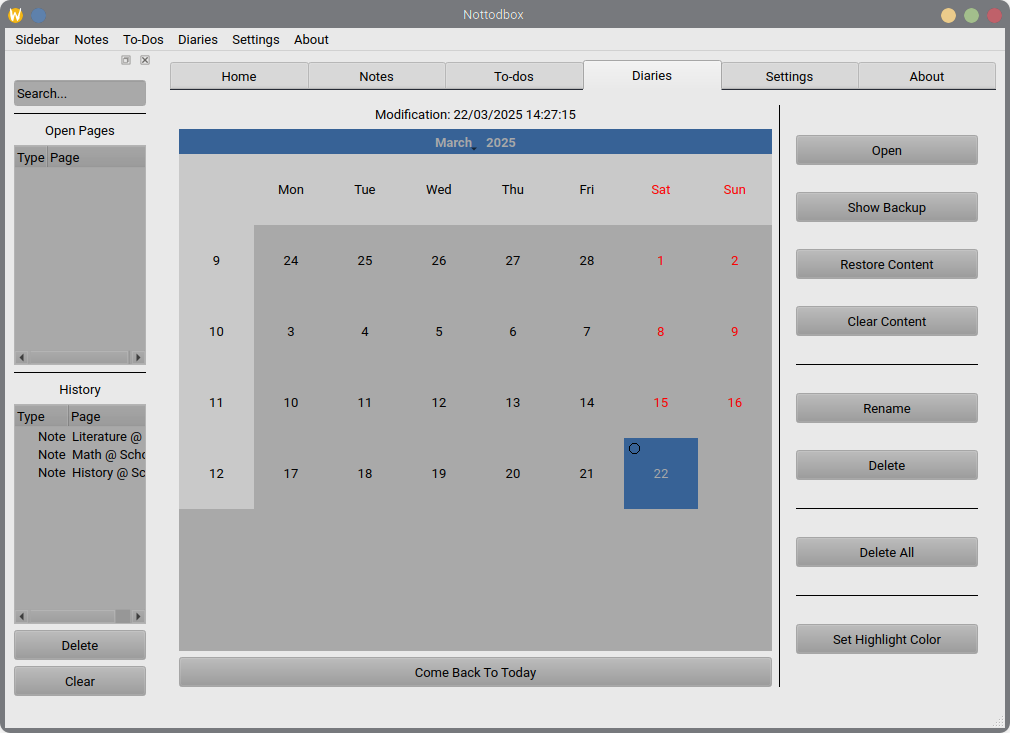 Nottodbox
Sidebar Notes To-Dos Diaries Settings About
Search...
Open Pages
Type Page
History
Type Page
Note Literature @
Note Math @ Scho
Note History @ Sc
Delete
Clear
Home Notes To-dos Diaries Settings About
Modification: 22/03/2025 14:27:15
March 2025
Mon Tue Wed Thu Fri Sat Sun
9 24 25 26 27 28 1 2
10 3 4 5 6 7 8 9
11 10 11 12 13 14 15 16
12 17 18 19 20 21 22
Come Back To Today
Open
Show Backup
Restore Content
Clear Content
Rename
Delete
Delete All
Set Highlight Color